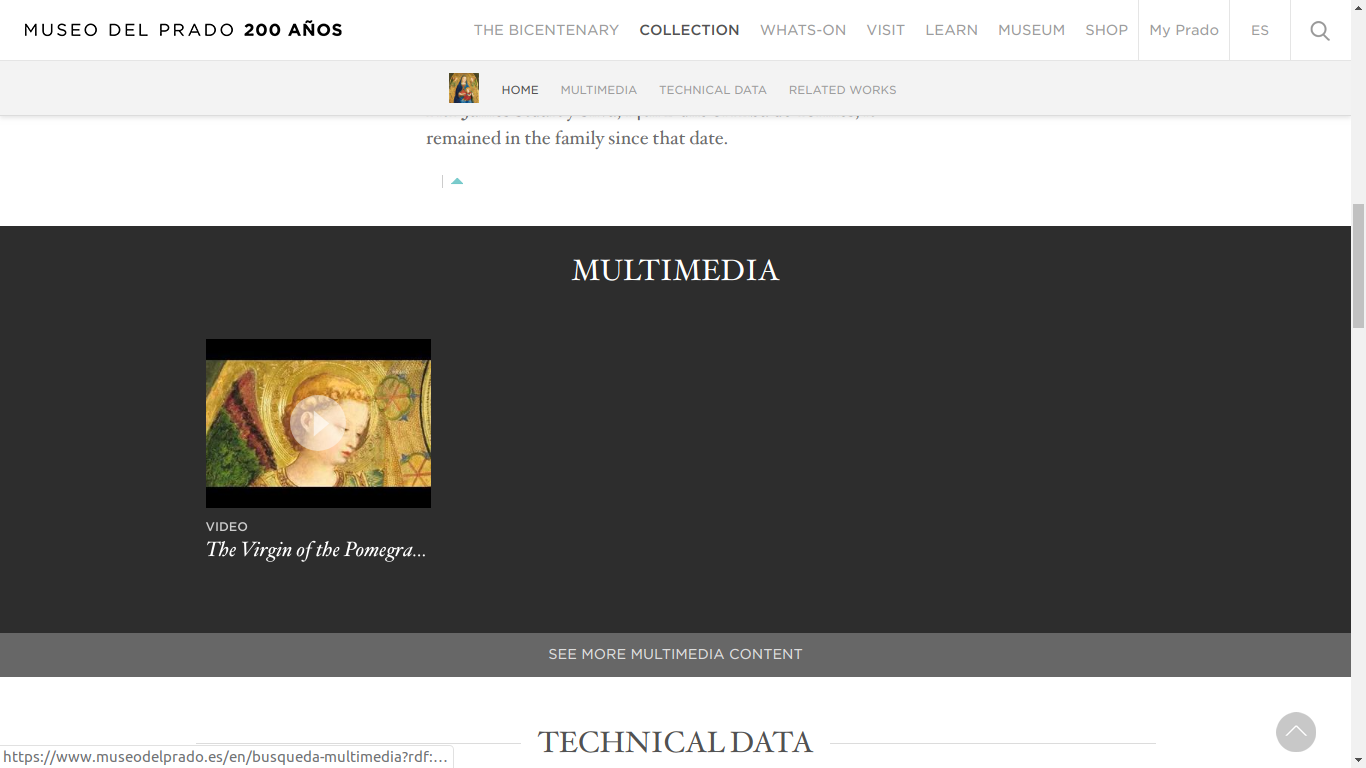 MUSEO DEL PRADO 200 AÑOS
THE BICENTENARY COLLECTION WHATS-ON VISIT LEARN MUSEUM SHOP My Prado ES
HOME MULTIMEDIA TECHNICAL DATA RELATED WORKS
remained in the family since that date.
MULTIMEDIA
VIDEO
The Virgin of the Pomegra...
SEE MORE MULTIMEDIA CONTENT
TECHNICAL DATA
https://www.museodelprado.es/en/busqueda-multimedia?rdf:...